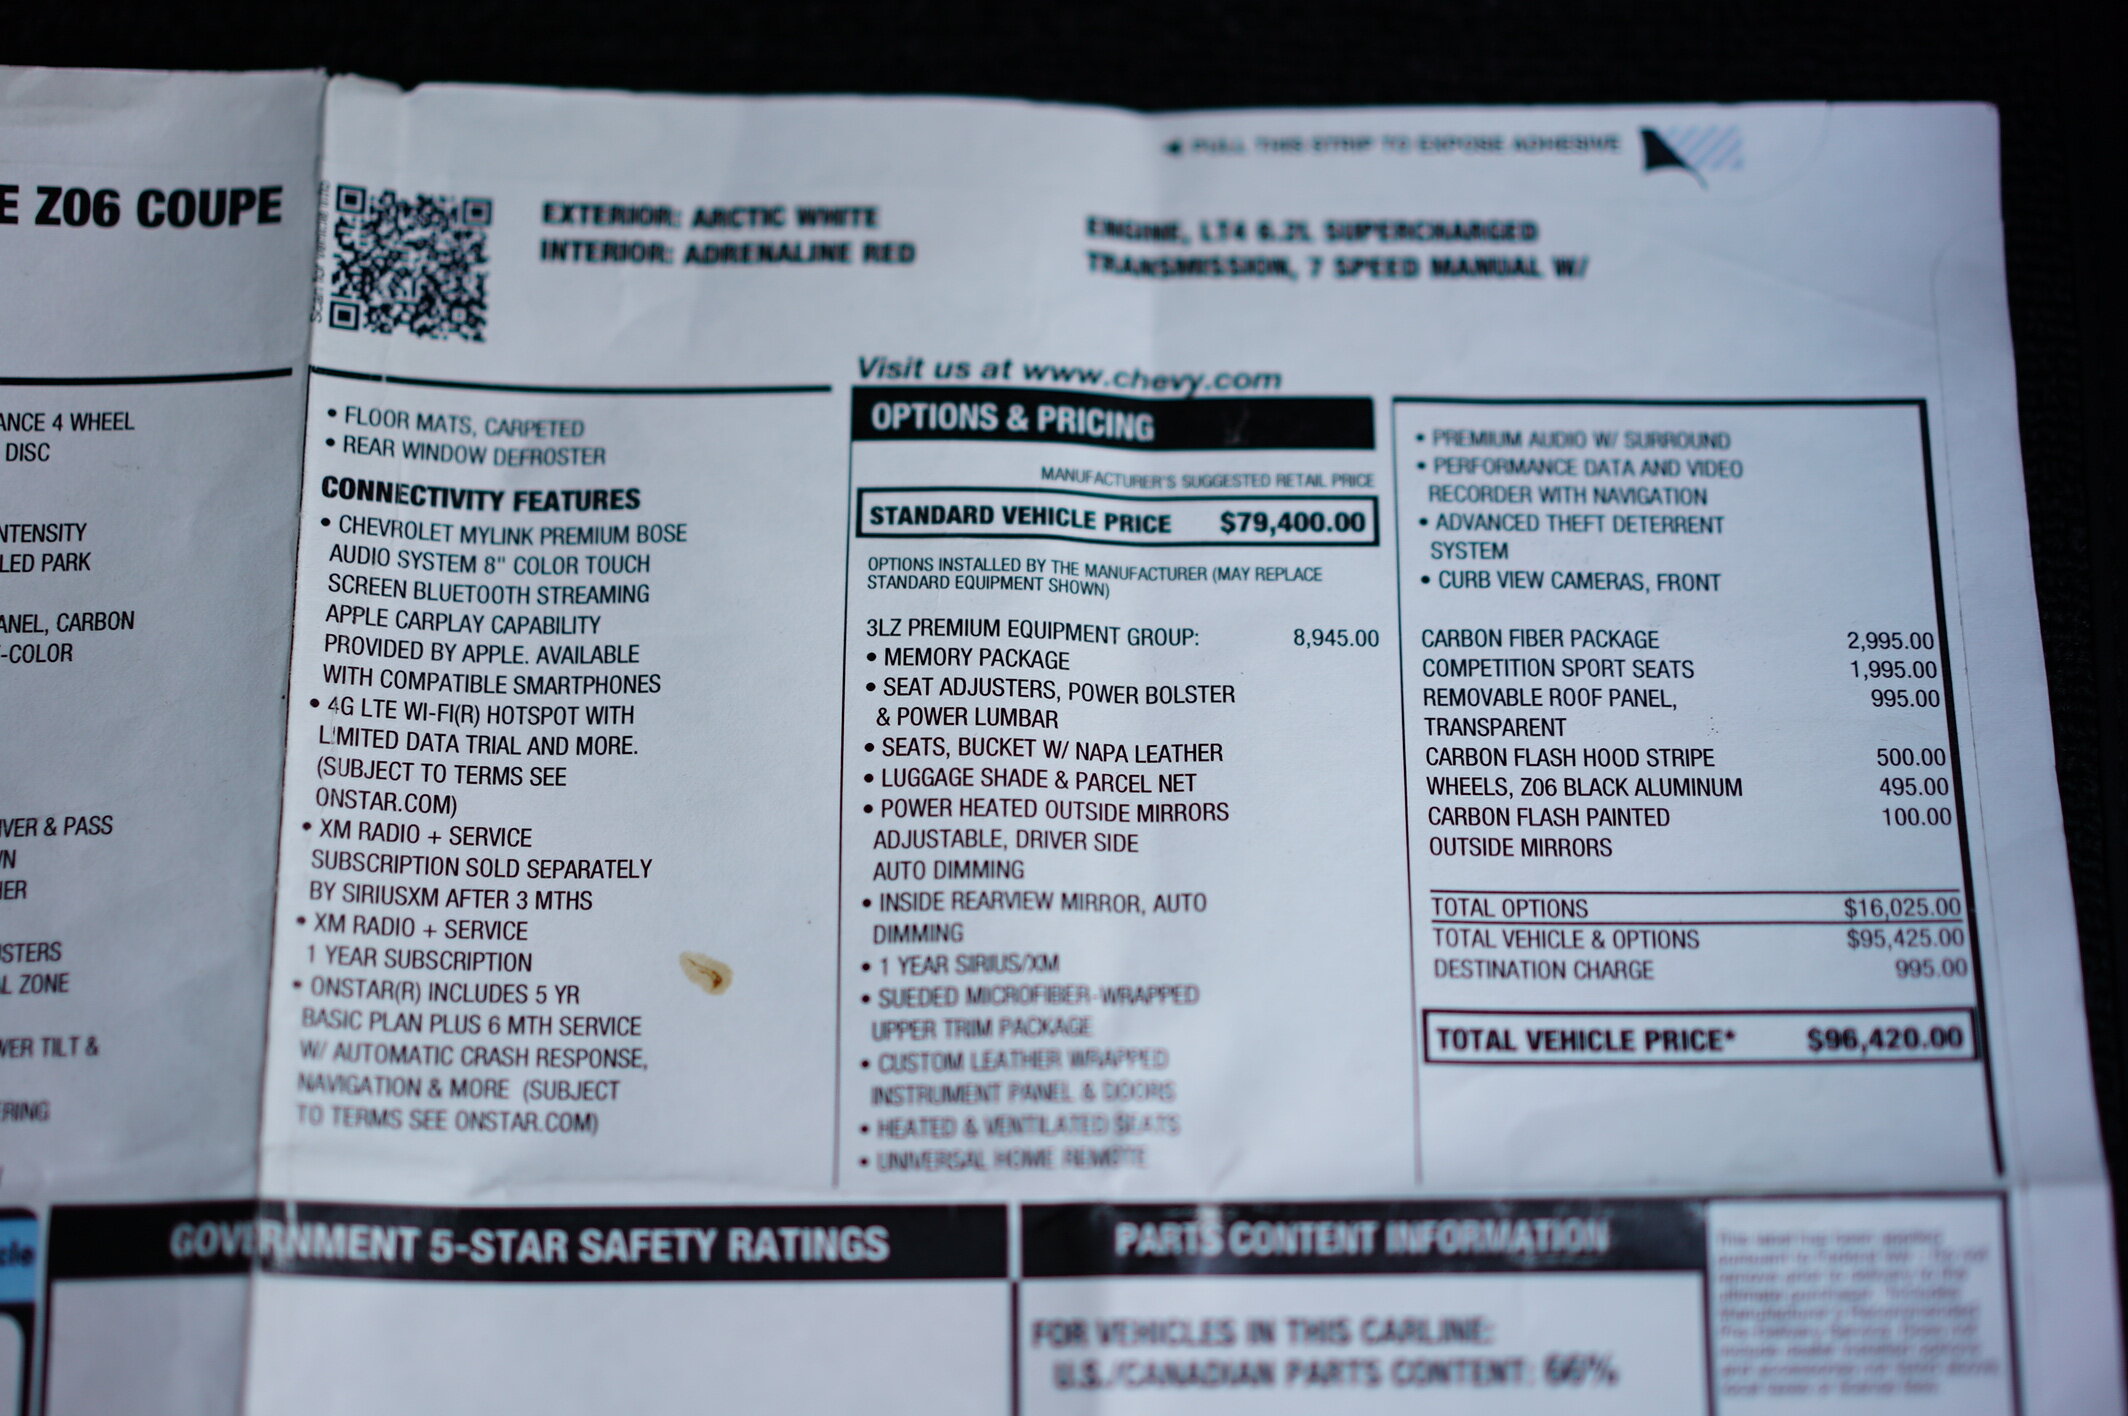 E Z06 COUPE
EXTERIOR: ARCTIC WHITE
INTERIOR: ADRENALINE RED
PULL THIS STRIP TO EXPOSE ADHESIVE
ENGINE, LT4 6.2L SUPERCHARGED
TRANSMISSION, 7 SPEED MANUAL W/
ANCE 4 WHEEL
DISC
NTENSITY
LED PARK
ANEL, CARBON
-COLOR
VER & PASS
STERS
L ZONE
VER TILT &
ERING
• FLOOR MATS, CARPETED
• REAR WINDOW DEFROSTER
CONNECTIVITY FEATURES
• CHEVROLET MYLINK PREMIUM BOSE
AUDIO SYSTEM 8" COLOR TOUCH
SCREEN BLUETOOTH STREAMING
APPLE CARPLAY CAPABILITY
PROVIDED BY APPLE. AVAILABLE
WITH COMPATIBLE SMARTPHONES
• 4G LTE WI-FI(R) HOTSPOT WITH
LIMITED DATA TRIAL AND MORE.
(SUBJECT TO TERMS SEE
ONSTAR.COM)
• XM RADIO + SERVICE
SUBSCRIPTION SOLD SEPARATELY
BY SIRIUSXM AFTER 3 MTHS
• XM RADIO + SERVICE
1 YEAR SUBSCRIPTION
• ONSTAR(R) INCLUDES 5 YR
BASIC PLAN PLUS 6 MTH SERVICE
W/ AUTOMATIC CRASH RESPONSE,
NAVIGATION & MORE (SUBJECT
TO TERMS SEE ONSTAR.COM)
Visit us at www.chevy.com
OPTIONS & PRICING
MANUFACTURER'S SUGGESTED RETAIL PRICE
STANDARD VEHICLE PRICE $79,400.00
OPTIONS INSTALLED BY THE MANUFACTURER (MAY REPLACE
STANDARD EQUIPMENT SHOWN)
3LZ PREMIUM EQUIPMENT GROUP: 8,945.00
• MEMORY PACKAGE
• SEAT ADJUSTERS, POWER BOLSTER
& POWER LUMBAR
• SEATS, BUCKET W/ NAPA LEATHER
• LUGGAGE SHADE & PARCEL NET
• POWER HEATED OUTSIDE MIRRORS
ADJUSTABLE, DRIVER SIDE
AUTO DIMMING
• INSIDE REARVIEW MIRROR, AUTO
DIMMING
• 1 YEAR SIRIUS/XM
• SUEDED MICROFIBER-WRAPPED
UPPER TRIM PACKAGE
• CUSTOM LEATHER WRAPPED
INSTRUMENT PANEL & DOORS
• HEATED & VENTILATED SEATS
• UNIVERSAL HOME REMOTE
• PREMIUM AUDIO W/ SURROUND
• PERFORMANCE DATA AND VIDEO
RECORDER WITH NAVIGATION
• ADVANCED THEFT DETERRENT
SYSTEM
• CURB VIEW CAMERAS, FRONT
CARBON FIBER PACKAGE 2,995.00
COMPETITION SPORT SEATS 1,995.00
REMOVABLE ROOF PANEL, 995.00
TRANSPARENT
CARBON FLASH HOOD STRIPE 500.00
WHEELS, Z06 BLACK ALUMINUM 495.00
CARBON FLASH PAINTED 100.00
OUTSIDE MIRRORS
TOTAL OPTIONS $16,025.00
TOTAL VEHICLE & OPTIONS $95,425.00
DESTINATION CHARGE 995.00
TOTAL VEHICLE PRICE* $96,420.00
GOVERNMENT 5-STAR SAFETY RATINGS
PARTS CONTENT INFORMATION
FOR VEHICLES IN THIS CARLINE:
U.S./CANADIAN PARTS CONTENT: 66%